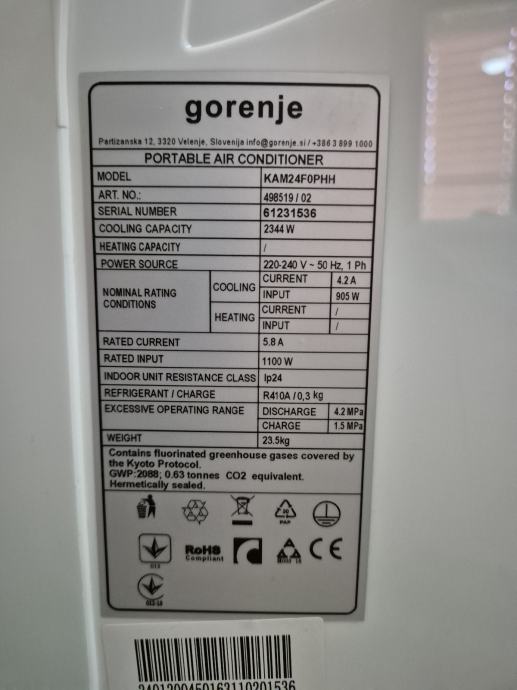 gorenje
Partizanska 12, 3320 Velenje, Slovenija info@gorenje.si / +386 3 899 1000
PORTABLE AIR CONDITIONER
MODEL KAM24F0PHH
ART. NO.: 498519 / 02
SERIAL NUMBER 61231536
COOLING CAPACITY 2344 W
HEATING CAPACITY /
POWER SOURCE 220-240 V ~ 50 Hz, 1 Ph
NOMINAL RATING CONDITIONS COOLING CURRENT 4.2 A
INPUT 905 W
HEATING CURRENT /
INPUT /
RATED CURRENT 5.8 A
RATED INPUT 1100 W
INDOOR UNIT RESISTANCE CLASS Ip24
REFRIGERANT / CHARGE R410A / 0,3 kg
EXCESSIVE OPERATING RANGE DISCHARGE 4.2 MPa
CHARGE 1.5 MPa
WEIGHT 23.5kg
Contains fluorinated greenhouse gases covered by
the Kyoto Protocol.
GWP:2088; 0.63 tonnes CO2 equivalent.
Hermetically sealed.
20
PAP
RoHS
Compliant
CE